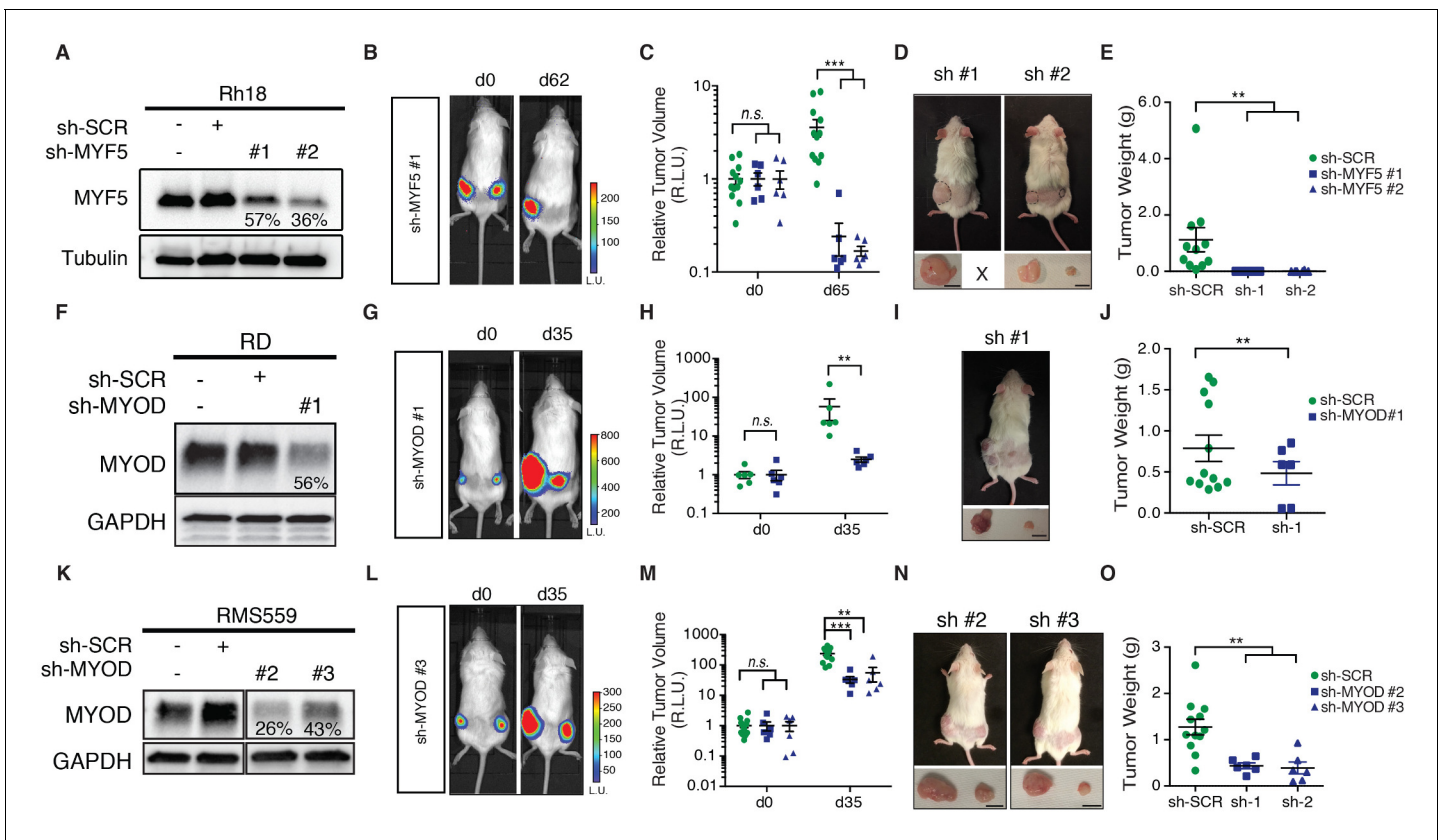 A
Rh18
sh-SCR - +
sh-MYF5 - #1 #2
MYF5
57% 36%
Tubulin
B
d0 d62
sh-MYF5 #1
200
100
L.U.
C
Relative Tumor Volume
(R.L.U.)
10
1
0.1
n.s.
***
d0 d65
D
sh #1 sh #2
X
E
Tumor Weight (g)
6.0
4.0
2.0
0.0
**
sh-SCR sh-1 sh-2
sh-SCR
sh-MYF5 #1
sh-MYF5 #2
F
RD
sh-SCR - +
sh-MYOD - #1
MYOD
56%
GAPDH
G
d0 d35
sh-MYOD #1
800
600
400
200
L.U.
H
Relative Tumor Volume
(R.L.U.)
1000
100
10
1
0.1
n.s.
**
d0 d35
I
sh #1
J
Tumor Weight (g)
2.0
1.5
1.0
0.5
0.0
**
sh-SCR sh-1
sh-SCR
sh-MYOD#1
K
RMS559
sh-SCR - +
sh-MYOD - #2 #3
MYOD
26% 43%
GAPDH
L
d0 d35
sh-MYOD #3
300
250
200
150
100
50
L.U.
M
Relative Tumor Volume
(R.L.U.)
1000
100
10
1
0.1
0.01
n.s.
**
***
d0 d35
N
sh #2 sh #3
O
Tumor Weight (g)
3
2
1
0
**
sh-SCR sh-1 sh-2
sh-SCR
sh-MYOD #2
sh-MYOD #3